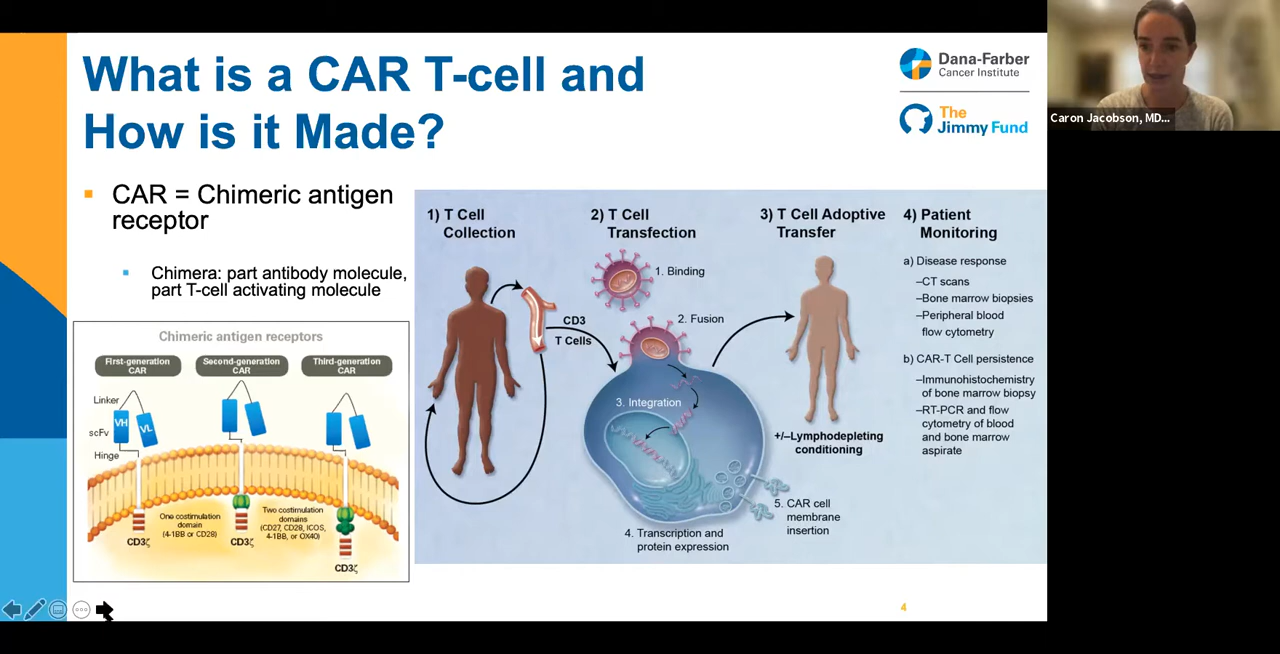 What is a CAR T-cell and
How is it Made?
Dana-Farber
Cancer Institute
The
Jimmy Fund
Caron Jacobson, MD...
▪ CAR = Chimeric antigen
receptor
▪ Chimera: part antibody molecule,
part T-cell activating molecule
Chimeric antigen receptors
First-generation
CAR
Second-generation
CAR
Third-generation
CAR
Linker
scFv
VH
VL
Hinge
One costimulation
domain
(4-1BB or CD28)
Two costimulation
domains
(CD27, CD28, ICOS,
4-1BB, or OX40)
CD3ζ
CD3ζ
CD3ζ
1) T Cell
Collection
CD3
T Cells
2) T Cell
Transfection
1. Binding
2. Fusion
3. Integration
4. Transcription and
protein expression
5. CAR cell
membrane
insertion
3) T Cell Adoptive
Transfer
+/–Lymphodepleting
conditioning
4) Patient
Monitoring
a) Disease response
–CT scans
–Bone marrow biopsies
–Peripheral blood
flow cytometry
b) CAR-T Cell persistence
–Immunohistochemistry
of bone marrow biopsy
–RT-PCR and flow
cytometry of blood
and bone marrow
aspirate
4